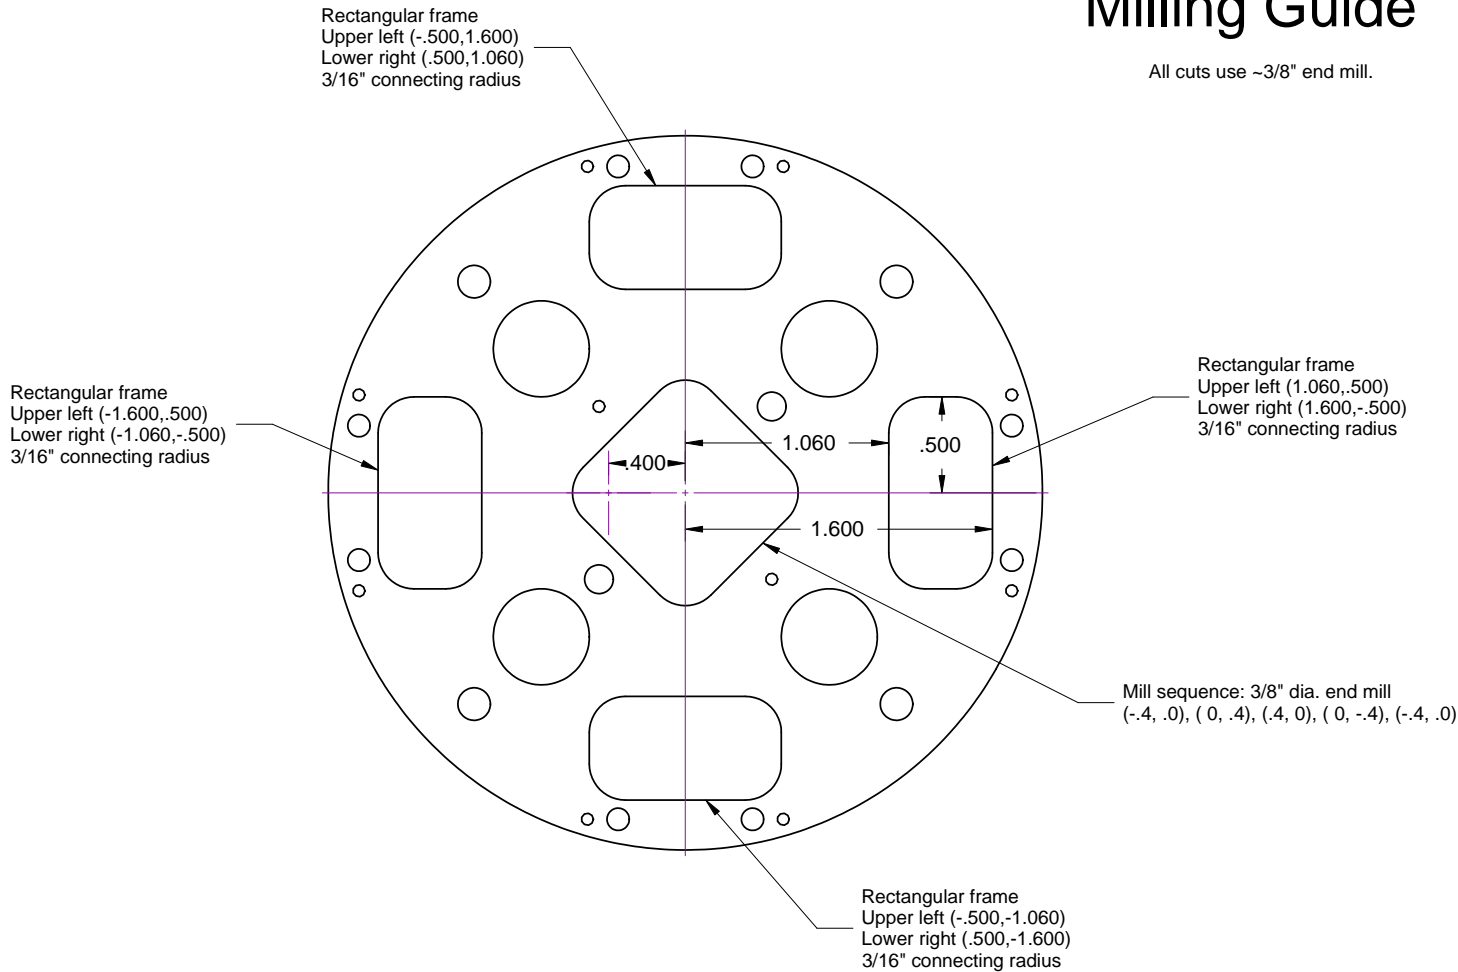 Milling Guide
All cuts use ~3/8" end mill.
Rectangular frame
Upper left (-.500,1.600)
Lower right (.500,1.060)
3/16" connecting radius
Rectangular frame
Upper left (-1.600,.500)
Lower right (-1.060,-.500)
3/16" connecting radius
Rectangular frame
Upper left (1.060,.500)
Lower right (1.600,-.500)
3/16" connecting radius
1.060
.500
.400
1.600
Mill sequence: 3/8" dia. end mill
(-.4, .0), ( 0, .4), (.4, 0), ( 0, -.4), (-.4, .0)
Rectangular frame
Upper left (-.500,-1.060)
Lower right (.500,-1.600)
3/16" connecting radius